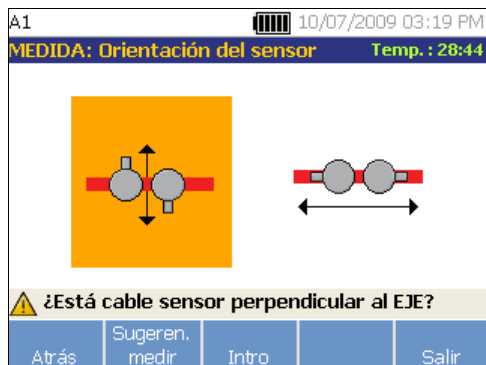 A1 10/07/2009 03:19 PM
MEDIDA: Orientación del sensor Temp. : 28:44
¿Está cable sensor perpendicular al EJE?
Atrás Sugeren. medir Intro Salir